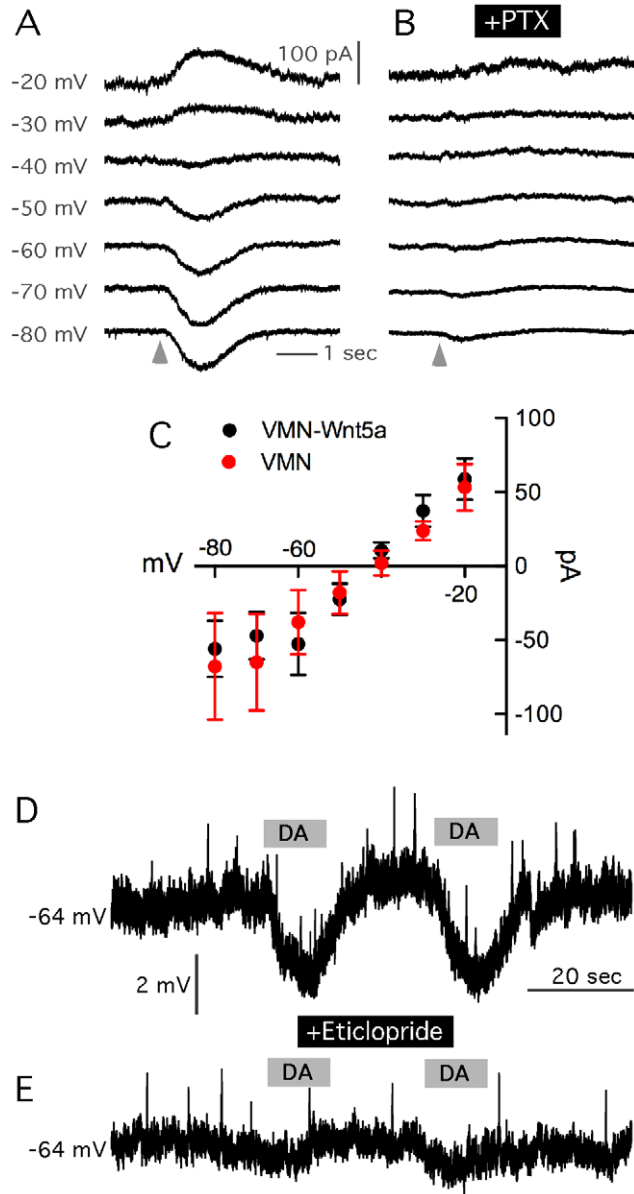 A
B
+PTX
100 pA
-20 mV
-30 mV
-40 mV
-50 mV
-60 mV
-70 mV
-80 mV
1 sec
C
VMN-Wnt5a
VMN
100
50
0
-50
-100
pA
mV
-80
-60
-20
D
DA
DA
-64 mV
2 mV
20 sec
+Eticlopride
E
DA
DA
-64 mV